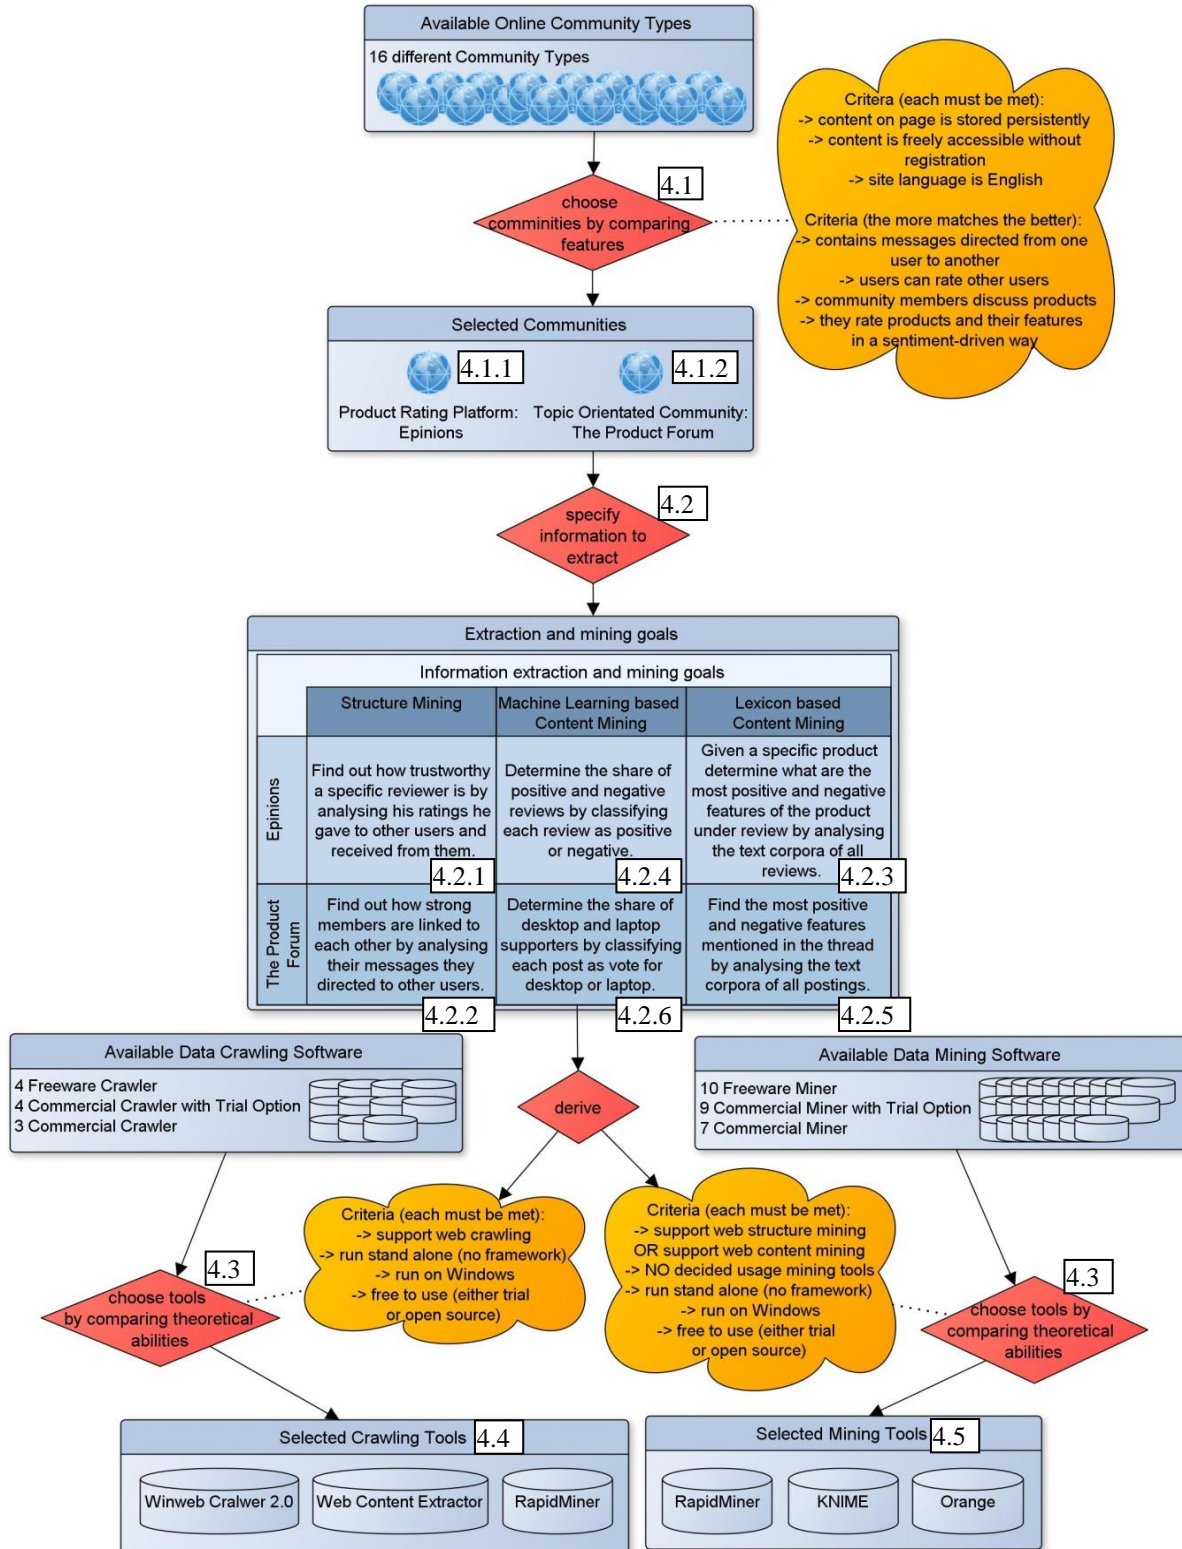 Available Online Community Types
16 different Community Types
Critera (each must be met):
-> content on page is stored persistently
-> content is freely accessible without
registration
-> site language is English
Criteria (the more matches the better):
-> contains messages directed from one
user to another
-> users can rate other users
-> community members discuss products
-> they rate products and their features
in a sentiment-driven way
4.1
choose
comminities by comparing
features
Selected Communities
4.1.1
4.1.2
Product Rating Platform:
Epinions
Topic Orientated Community:
The Product Forum
4.2
specify
information to
extract
Extraction and mining goals
Information extraction and mining goals
Structure Mining
Machine Learning based
Content Mining
Lexicon based
Content Mining
Epinions
Find out how trustworthy
a specific reviewer is by
analysing his ratings he
gave to other users and
received from them.
4.2.1
Determine the share of
positive and negative
reviews by classifying
each review as positive
or negative.
4.2.4
Given a specific product
determine what are the
most positive and negative
features of the product
under review by analysing
the text corpora of all
reviews.
4.2.3
The Product
Forum
Find out how strong
members are linked to
each other by analysing
their messages they
directed to other users.
4.2.2
Determine the share of
desktop and laptop
supporters by classifying
each post as vote for
desktop or laptop.
4.2.6
Find the most positive
and negative features
mentioned in the thread
by analysing the text
corpora of all postings.
4.2.5
Available Data Crawling Software
4 Freeware Crawler
4 Commercial Crawler with Trial Option
3 Commercial Crawler
derive
Available Data Mining Software
10 Freeware Miner
9 Commercial Miner with Trial Option
7 Commercial Miner
Criteria (each must be met):
-> support web crawling
-> run stand alone (no framework)
-> run on Windows
-> free to use (either trial
or open source)
Criteria (each must be met):
-> support web structure mining
OR support web content mining
-> NO decided usage mining tools
-> run stand alone (no framework)
-> run on Windows
-> free to use (either trial
or open source)
4.3
choose tools
by comparing theoretical
abilities
4.3
choose tools by
comparing theoretical
abilities
Selected Crawling Tools
4.4
Winweb Cralwer 2.0
Web Content Extractor
RapidMiner
Selected Mining Tools
4.5
RapidMiner
KNIME
Orange